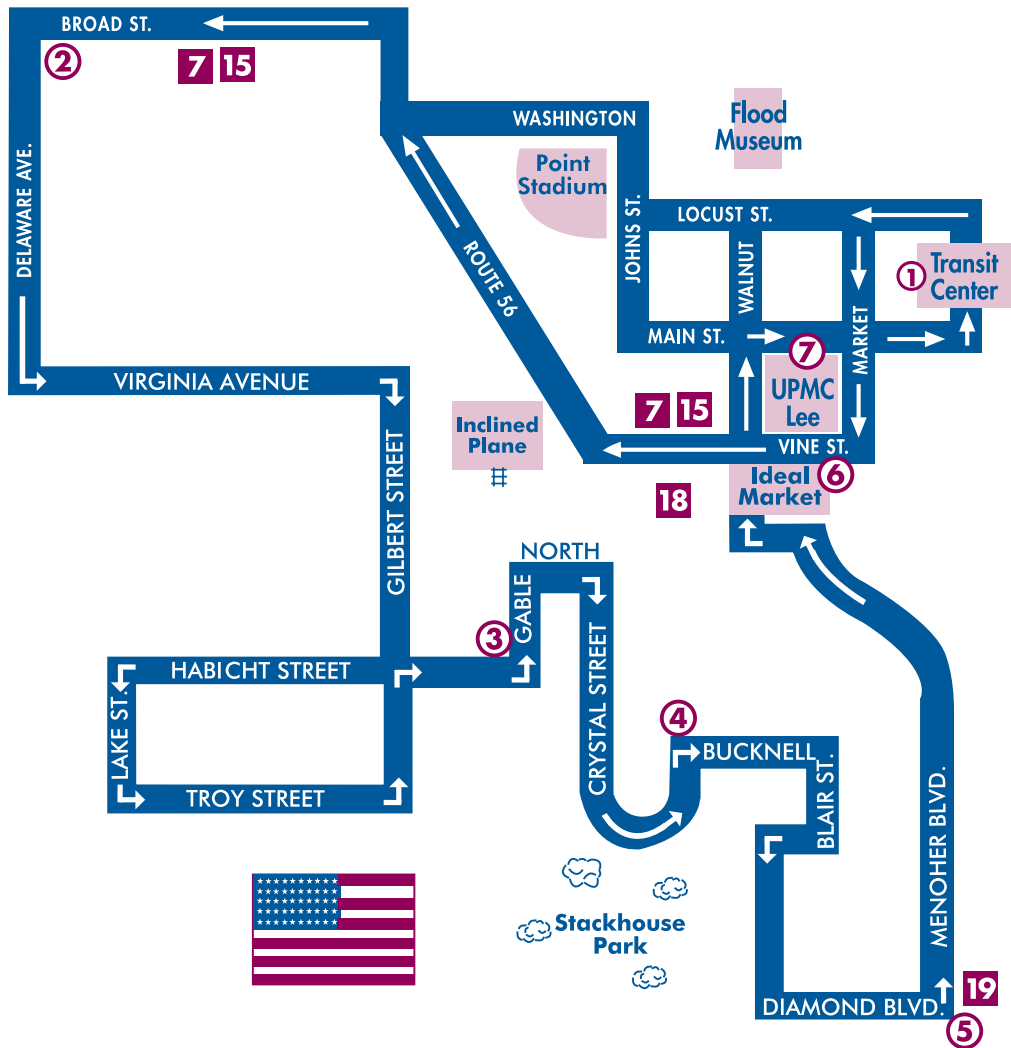 BROAD ST.
2
7 15
WASHINGTON
Flood
Museum
Point
Stadium
DELAWARE AVE.
JOHNS ST.
LOCUST ST.
WALNUT
1
Transit
Center
ROUTE 56
MAIN ST.
MARKET
7
VIRGINIA AVENUE
UPMC
Lee
7 15
Inclined
Plane
VINE ST.
6
Ideal
Market
18
GILBERT STREET
NORTH
GABLE
3
HABICHT STREET
LAKE ST.
CRYSTAL STREET
4
BUCKNELL
TROY STREET
BLAIR ST.
MENOHER BLVD.
Stackhouse
Park
19
DIAMOND BLVD.
5